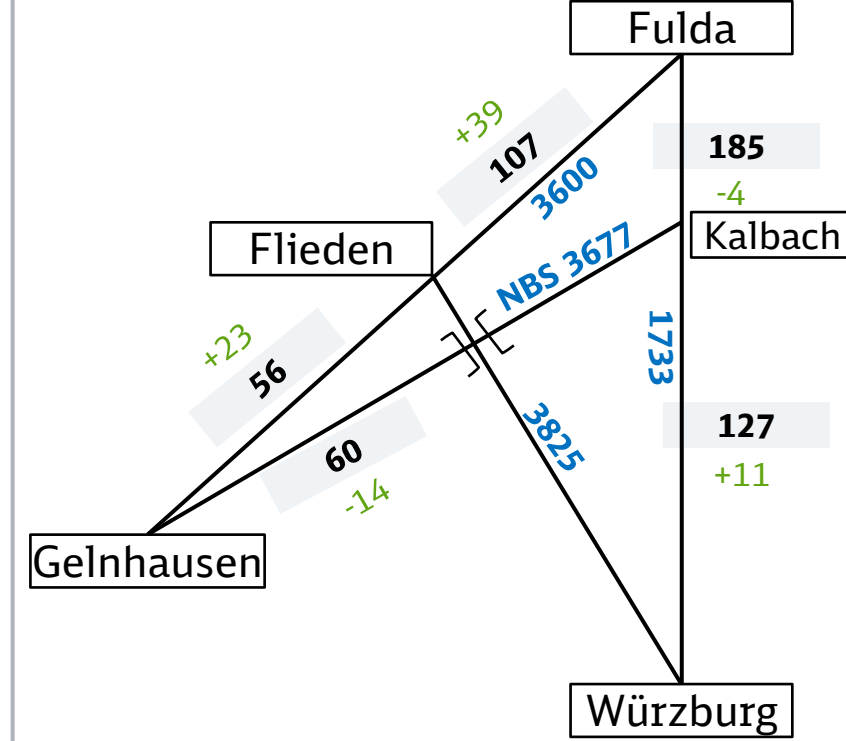 Fulda
+39
107
3600
185
-4
Flieden
NBS 3677
Kalbach
+23
56
1733
60
-14
3825
127
+11
Gelnhausen
Würzburg